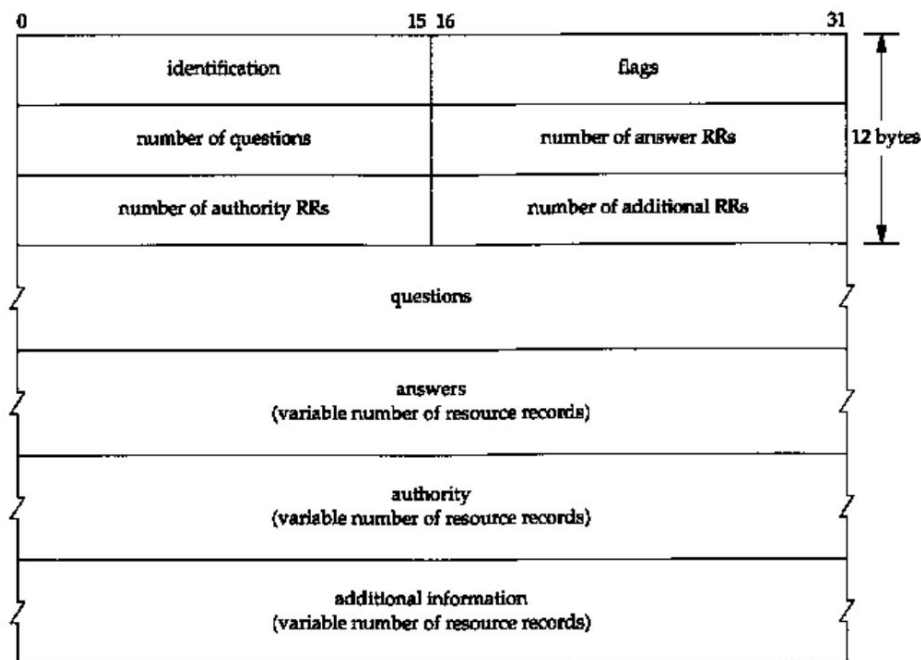 0 15 16 31
identification flags
number of questions number of answer RRs 12 bytes
number of authority RRs number of additional RRs
questions
answers
(variable number of resource records)
authority
(variable number of resource records)
additional information
(variable number of resource records)